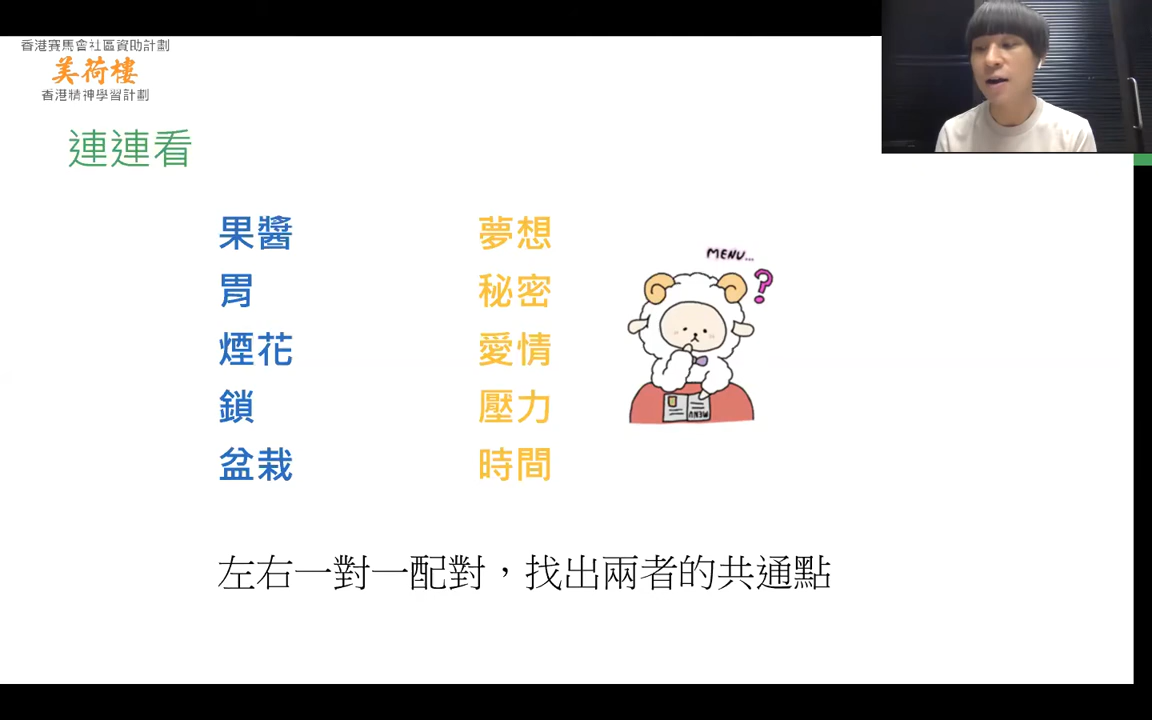 香港賽馬會社區資助計劃
美荷樓
香港精神學習計劃
連連看
果醬 夢想
胃 秘密
煙花 愛情
鎖 壓力
盆栽 時間
MENU...
?
MENU
左右一對一配對，找出兩者的共通點